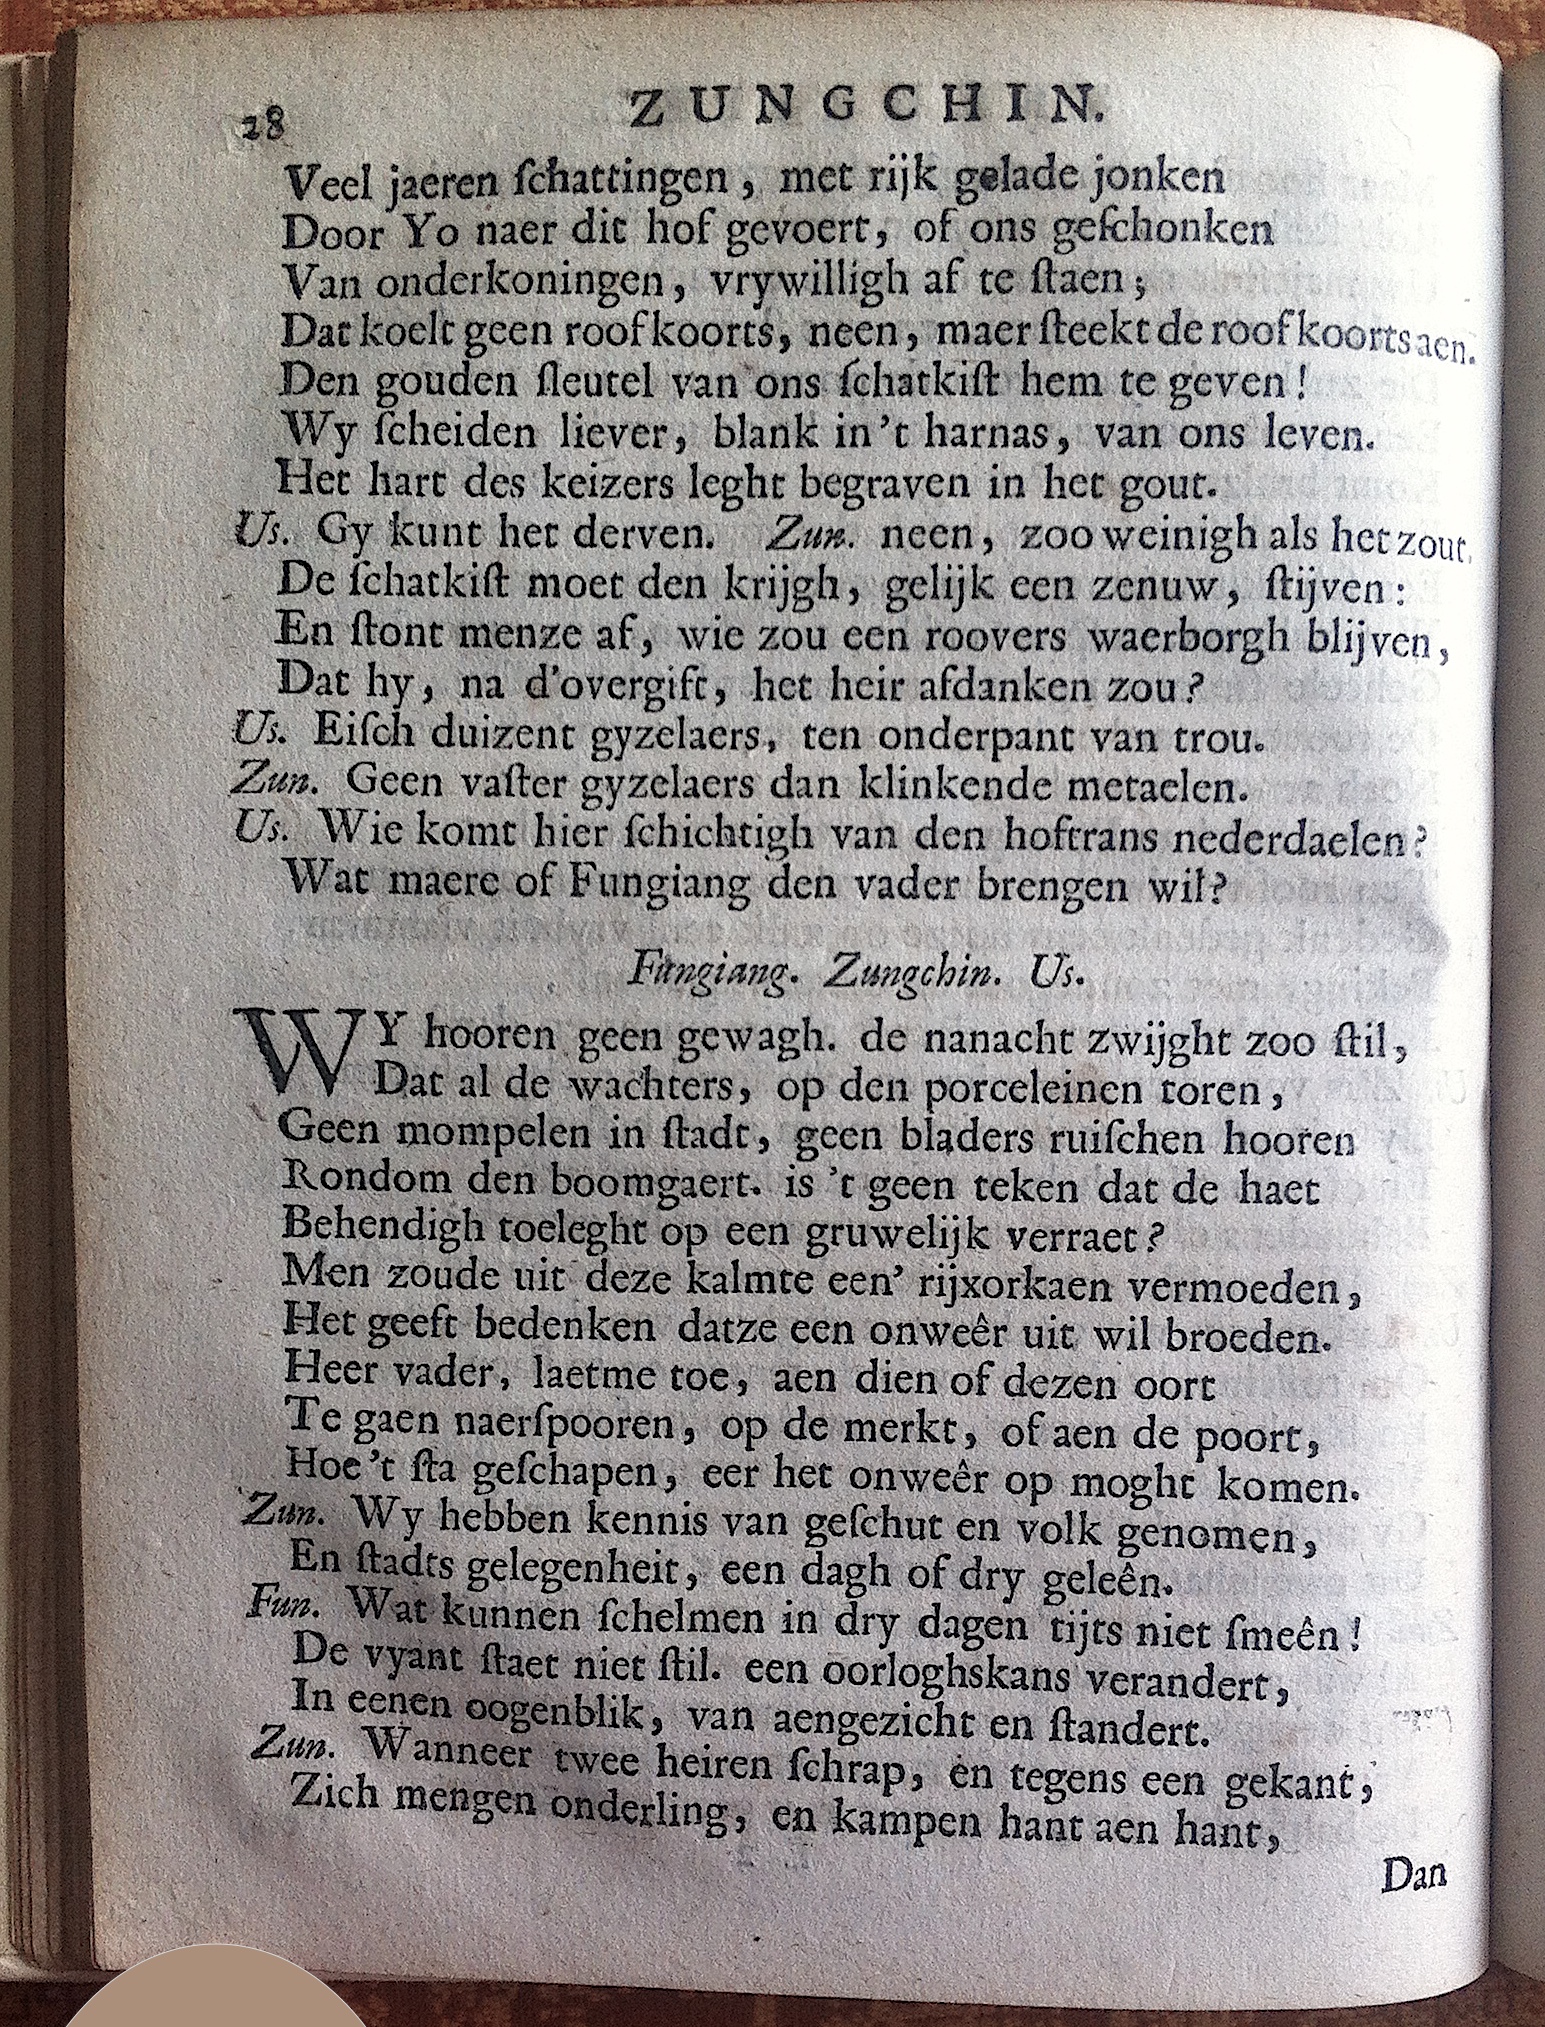 28 ZUNGCHIN.
Veel jaeren ſchattingen, met rijk gelade jonken
Door Yo naer dit hof gevoert, of ons geſchonken
Van onderkoningen, vrywilligh af te ſtaen;
Dat koelt geen roofkoorts, neen, maer ſteekt de roofkoorts aen.
Den gouden ſleutel van ons ſchatkiſt hem te geven!
Wy ſcheiden liever, blank in't harnas, van ons leven.
Het hart des keizers leght begraven in het gout.
Us. Gy kunt het derven. Zun. neen, zoo weinigh als het zout.
De ſchatkiſt moet den krijgh, gelijk een zenuw, ſtijven:
En ſtont menze af, wie zou een roovers waerborgh blijven,
Dat hy, na d'overgift, het heir afdanken zou?
Us. Eiſch duizent gyzelaers, ten onderpant van trou.
Zun. Geen vaſter gyzelaers dan klinkende metaelen.
Us. Wie komt hier ſchichtigh van den hoftrans nederdaelen?
Wat maere of Fungiang den vader brengen wil?
Fungiang. Zungchin. Us.
WY hooren geen gewagh. de nanacht zwijght zoo ſtil,
Dat al de wachters, op den porceleinen toren,
Geen mompelen in ſtadt, geen bladers ruiſchen hooren
Rondom den boomgaert. is 't geen teken dat de haet
Behendigh toeleght op een gruwelijk verraet?
Men zoude uit deze kalmte een' rijxorkaen vermoeden,
Het geeft bedenken datze een onweêr uit wil broeden.
Heer vader, laetme toe, aen dien of dezen oort
Te gaen naerſpooren, op de merkt, of aen de poort,
Hoe't ſta geſchapen, eer het onweêr op moght komen.
Zun. Wy hebben kennis van geſchut en volk genomen,
En ſtadts gelegenheit, een dagh of dry geleên.
Fun. Wat kunnen ſchelmen in dry dagen tijts niet ſmeên!
De vyant ſtaet niet ſtil. een oorloghskans verandert,
In eenen oogenblik, van aengezicht en ſtandert.
Zun. Wanneer twee heiren ſchrap, en tegens een gekant,
Zich mengen onderling, en kampen hant aen hant,
Dan